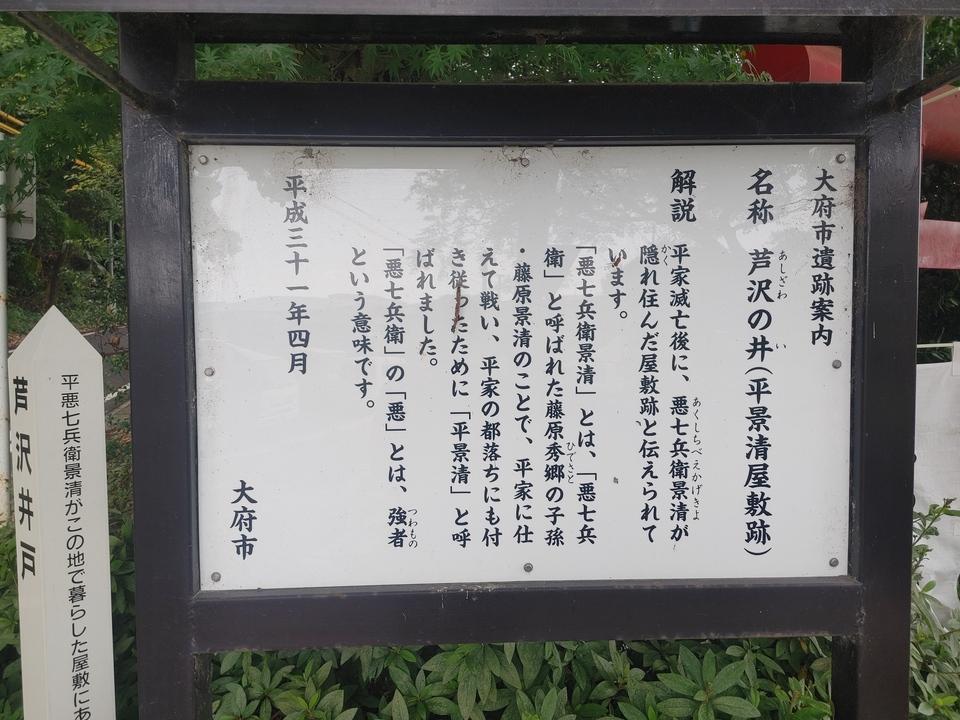 大府市遺跡案内
名称 芦沢の井(平景清屋敷跡)
あしざわ い
解説 平家滅亡後に、悪七兵衛景清が
あくしちべえかげきよ
隠れ住んだ屋敷跡と伝えられて
かく
います。
「悪七兵衛景清」とは、「悪七兵
衛」と呼ばれた藤原秀郷の子孫
ひでさと
・藤原景清のことで、平家に仕
えて戦い、平家の都落ちにも付
き従ったために「平景清」と呼
ばれました。
「悪七兵衛」の「悪」とは、強者
つわもの
という意味です。
平成三十一年四月
大府市
平悪七兵衛景清がこの地で暮らした屋敷にあ
芦沢井戸